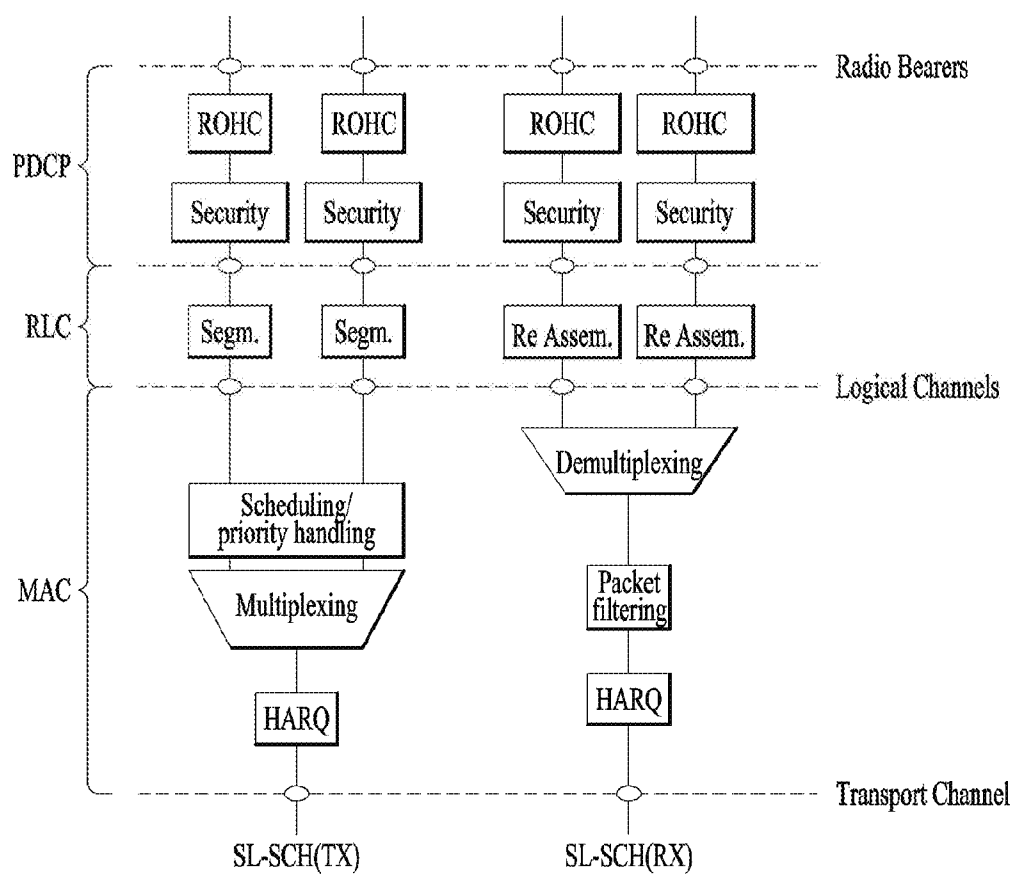 Radio Bearers
ROHC ROHC ROHC ROHC
PDCP
Security Security Security Security
RLC
Segm. Segm. Re Assem. Re Assem.
Logical Channels
Demultiplexing
Scheduling/
priority handling
MAC
Packet
filtering
Multiplexing
HARQ
HARQ
Transport Channel
SL-SCH(TX) SL-SCH(RX)